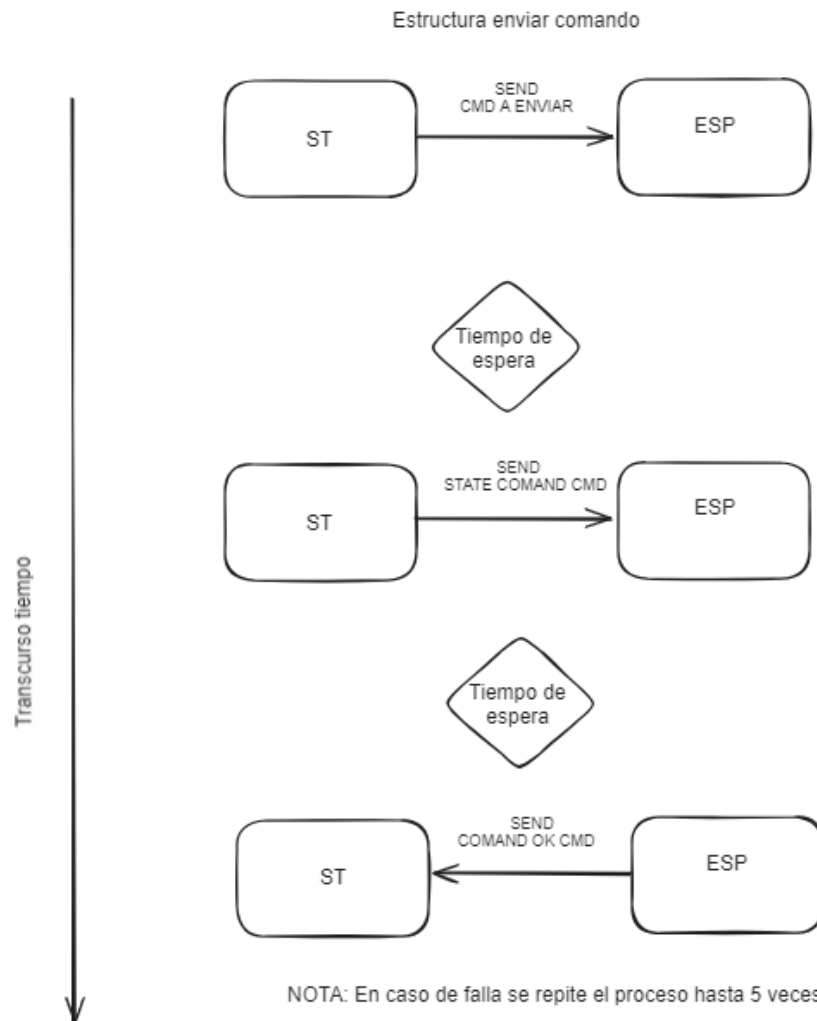 Estructura enviar comando
SEND
CMD A ENVIAR
ST
ESP
Tiempo de
espera
SEND
STATE COMAND CMD
ST
ESP
Transcurso tiempo
Tiempo de
espera
SEND
COMAND OK CMD
ST
ESP
NOTA: En caso de falla se repite el proceso hasta 5 veces